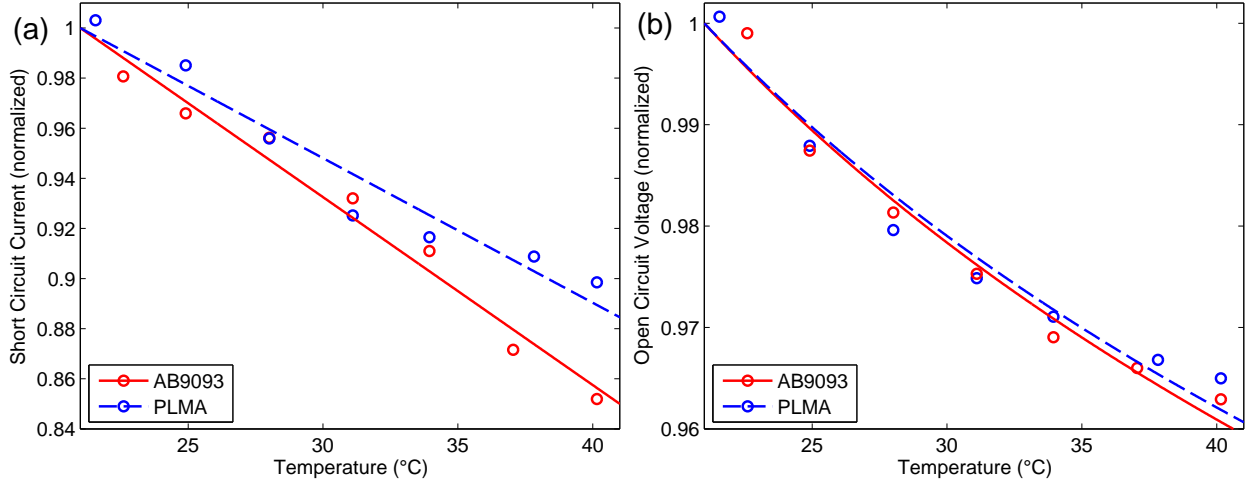 (a)
Short Circuit Current (normalized)
1
0.98
0.96
0.94
0.92
0.9
0.88
0.86
0.84
25
30
35
40
Temperature (°C)
AB9093
PLMA
(b)
Open Circuit Voltage (normalized)
1
0.99
0.98
0.97
0.96
25
30
35
40
Temperature (°C)
AB9093
PLMA